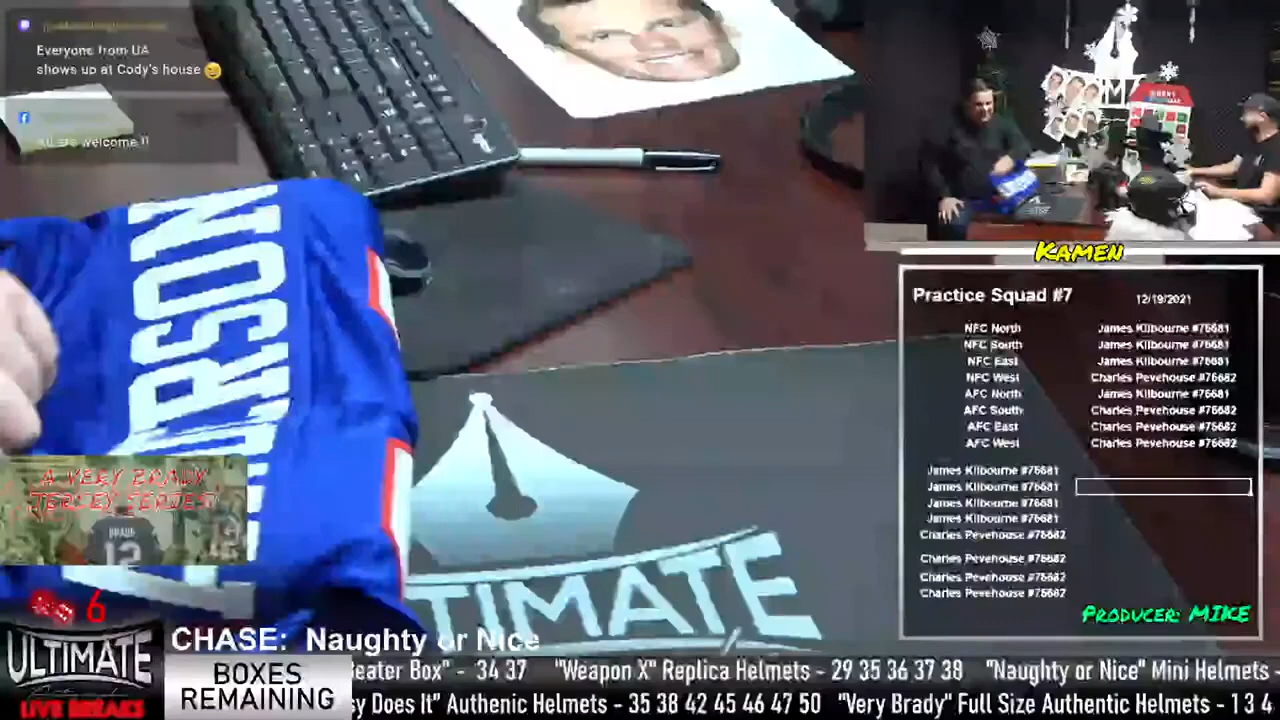 Everyone from UA
shows up at Cody's house
welcome !!
ERSON
Kamen
Practice Squad #7 12/19/2021
NFC North James Kilbourne #76681
NFC South James Kilbourne #76681
NFC East James Kilbourne #76681
NFC West Charles Pevehouse #76682
AFC North James Kilbourne #76681
AFC South Charles Pevehouse #76682
AFC East Charles Pevehouse #76682
AFC West Charles Pevehouse #76682
James Kilbourne #76681
James Kilbourne #76681
James Kilbourne #76681
James Kilbourne #76681
Charles Pevehouse #76682
Charles Pevehouse #76682
Charles Pevehouse #76682
Charles Pevehouse #76682
Producer: Mike
A VERY BRADY
JERSEY SERIES!
BRADY
12
TIMATE
6
ULTIMATE
LIVE BREAKS
CHASE: Naughty or Nice
BOXES
REMAINING
eater Box" - 34 37 "Weapon X" Replica Helmets - 29 35 36 37 38 "Naughty or Nice" Mini Helmets -
sy Does It" Authenic Helmets - 35 38 42 45 46 47 50 "Very Brady" Full Size Authentic Helmets - 1 3 4